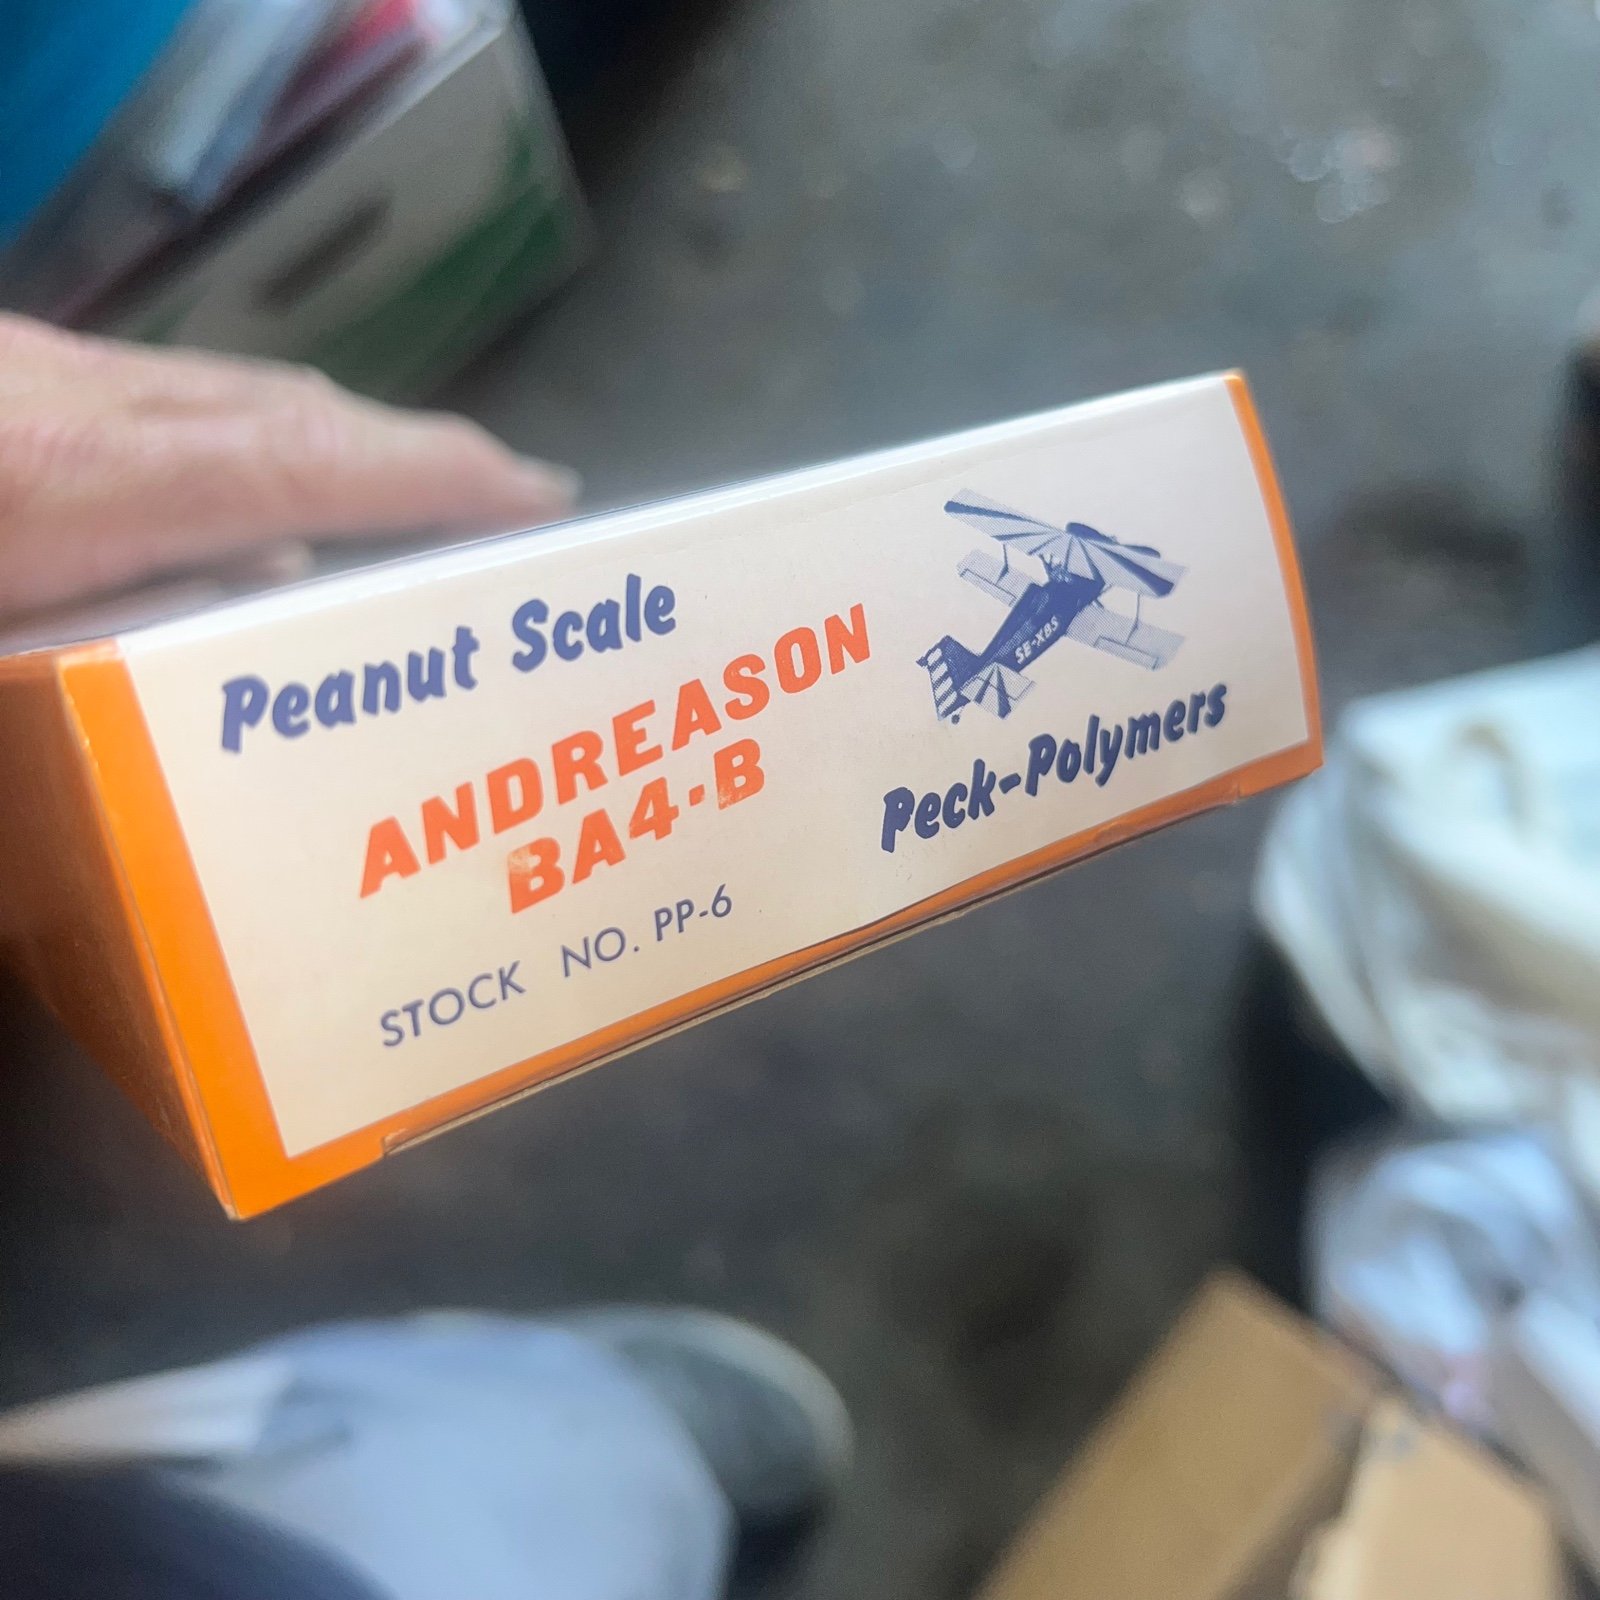 Peanut Scale
ANDREASON
BA4-B
STOCK NO. PP-6
SE-XBS
Peck-Polymers